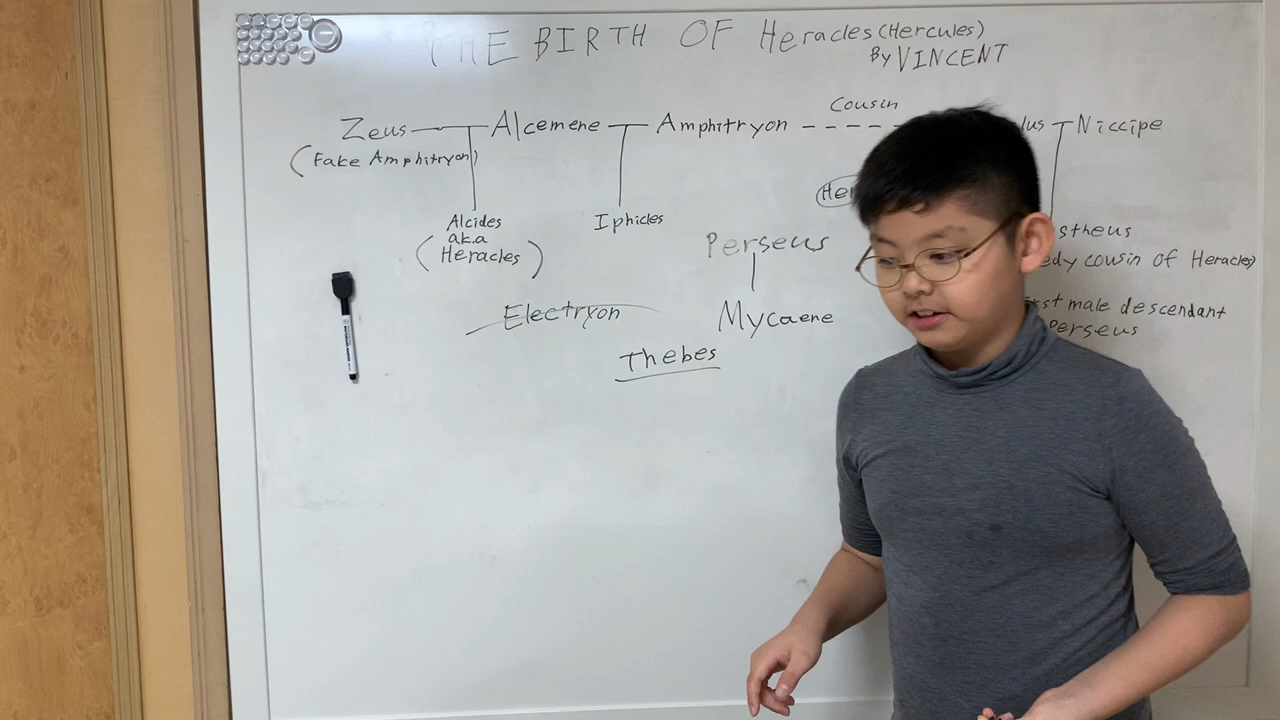 THE BIRTH OF Heracles (Hercules)
By VINCENT
Cousin
Zeus Alcemene Amphitryon Niccipe
(Fake Amphitryon)
Alcides
a.k.a
(Heracles)
Iphicles
Perseus
Mycaene
Electryon
Thebes
cousin of Heracles)
male descendant
Perseus